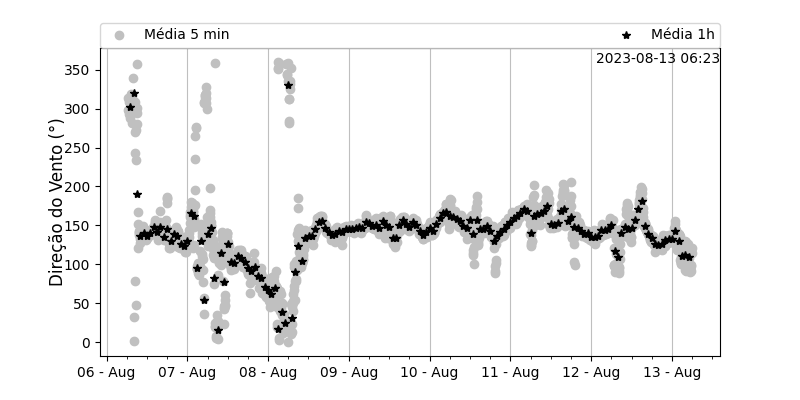 Média 5 min
Média 1h
2023-08-13 06:23
Direção do Vento (°)
350
300
250
200
150
100
50
0
06 - Aug
07 - Aug
08 - Aug
09 - Aug
10 - Aug
11 - Aug
12 - Aug
13 - Aug